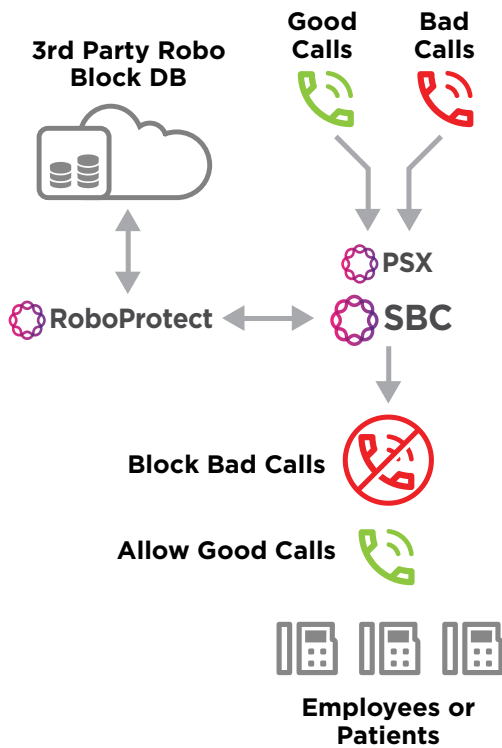 3rd Party Robo
Block DB
Good
Calls
Bad
Calls
PSX
RoboProtect
SBC
Block Bad Calls
Allow Good Calls
Employees or
Patients